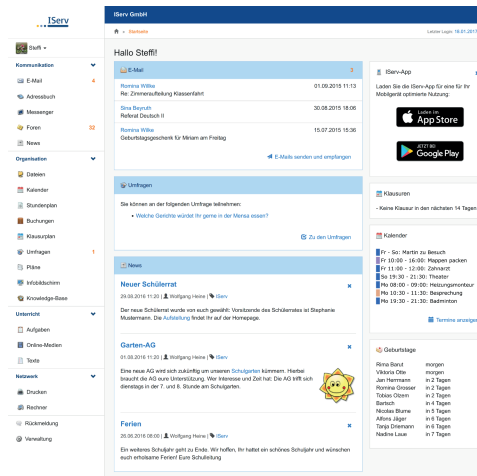 IServ
Steffi
Kommunikation
E-Mail 4
Adressbuch
Messenger
Foren 32
News
Organisation
Dateien
Kalender
Stundenplan
Buchungen
Klausurplan
Umfragen 1
Pläne
Infobildschirm
Knowledge-Base
Unterricht
Aufgaben
Online-Medien
Texte
Netzwerk
Drucken
Rechner
Rückmeldung
Verwaltung
IServ GmbH
» Startseite
Letzter Login: 18.01.2017
Hallo Steffi!
E-Mail 3
Romina Willke 01.09.2015 11:13
Re: Zimmeraufteilung Klassenfahrt
Sina Beyruth 30.08.2015 18:06
Referat Deutsch II
Romina Willke 15.07.2015 15:36
Geburtstagsgeschenk für Miriam am Freitag
E-Mails senden und empfangen
Umfragen
Sie können an der folgenden Umfrage teilnehmen:
• Welche Gerichte würdet Ihr gerne in der Mensa essen?
Zu den Umfragen
News
Neuer Schülerrat ×
29.08.2016 11:20 | Wolfgang Heine | IServ
Der neue Schülerrat wurde von euch gewählt: Vorsitzende des Schülerrates ist Stephanie
Mustermann. Die Aufstellung findet Ihr auf der Homepage.
Garten-AG ×
01.08.2016 11:20 | Wolfgang Heine | IServ
Eine neue AG wird sich zukünftig um unseren Schulgarten kümmern. Hierbei
braucht die AG eure Unterstützung. Wer Interesse und Zeit hat: Die AG trifft sich
dienstags in der 7. und 8. Stunde am Schulgarten.
Ferien ×
26.06.2016 08:00 | Wolfgang Heine | IServ
Ein weiteres Schuljahr geht zu Ende. Wir hoffen, Ihr hattet ein schönes Schuljahr und wünschen
euch erholsame Ferien! Eure Schulleitung
IServ-App
Laden Sie die IServ-App für eine für Ihr
Mobilgerät optimierte Nutzung:
Laden im
App Store
JETZT BEI
Google Play
Klausuren
- Keine Klausur in den nächsten 14 Tagen
Kalender
Fr - So: Martin zu Besuch
Fr 10:00 - 16:00: Mappen packen
Fr 11:00 - 12:00: Zahnarzt
So 19:30 - 21:30: Theater
Mo 08:00 - 09:00: Heizungsmonteur
Mo 10:30 - 11:30: Besprechung
Mo 19:30 - 21:30: Badminton
Termine anzeigen
Geburtstage
Rima Barut morgen
Viktoria Otte morgen
Jan Herrmann in 2 Tagen
Romina Grosser in 2 Tagen
Tobias Olzem in 2 Tagen
Bartsch in 4 Tagen
Nicolas Blume in 5 Tagen
Alfons Jäger in 6 Tagen
Tanja Driemann in 6 Tagen
Nadine Laue in 7 Tagen